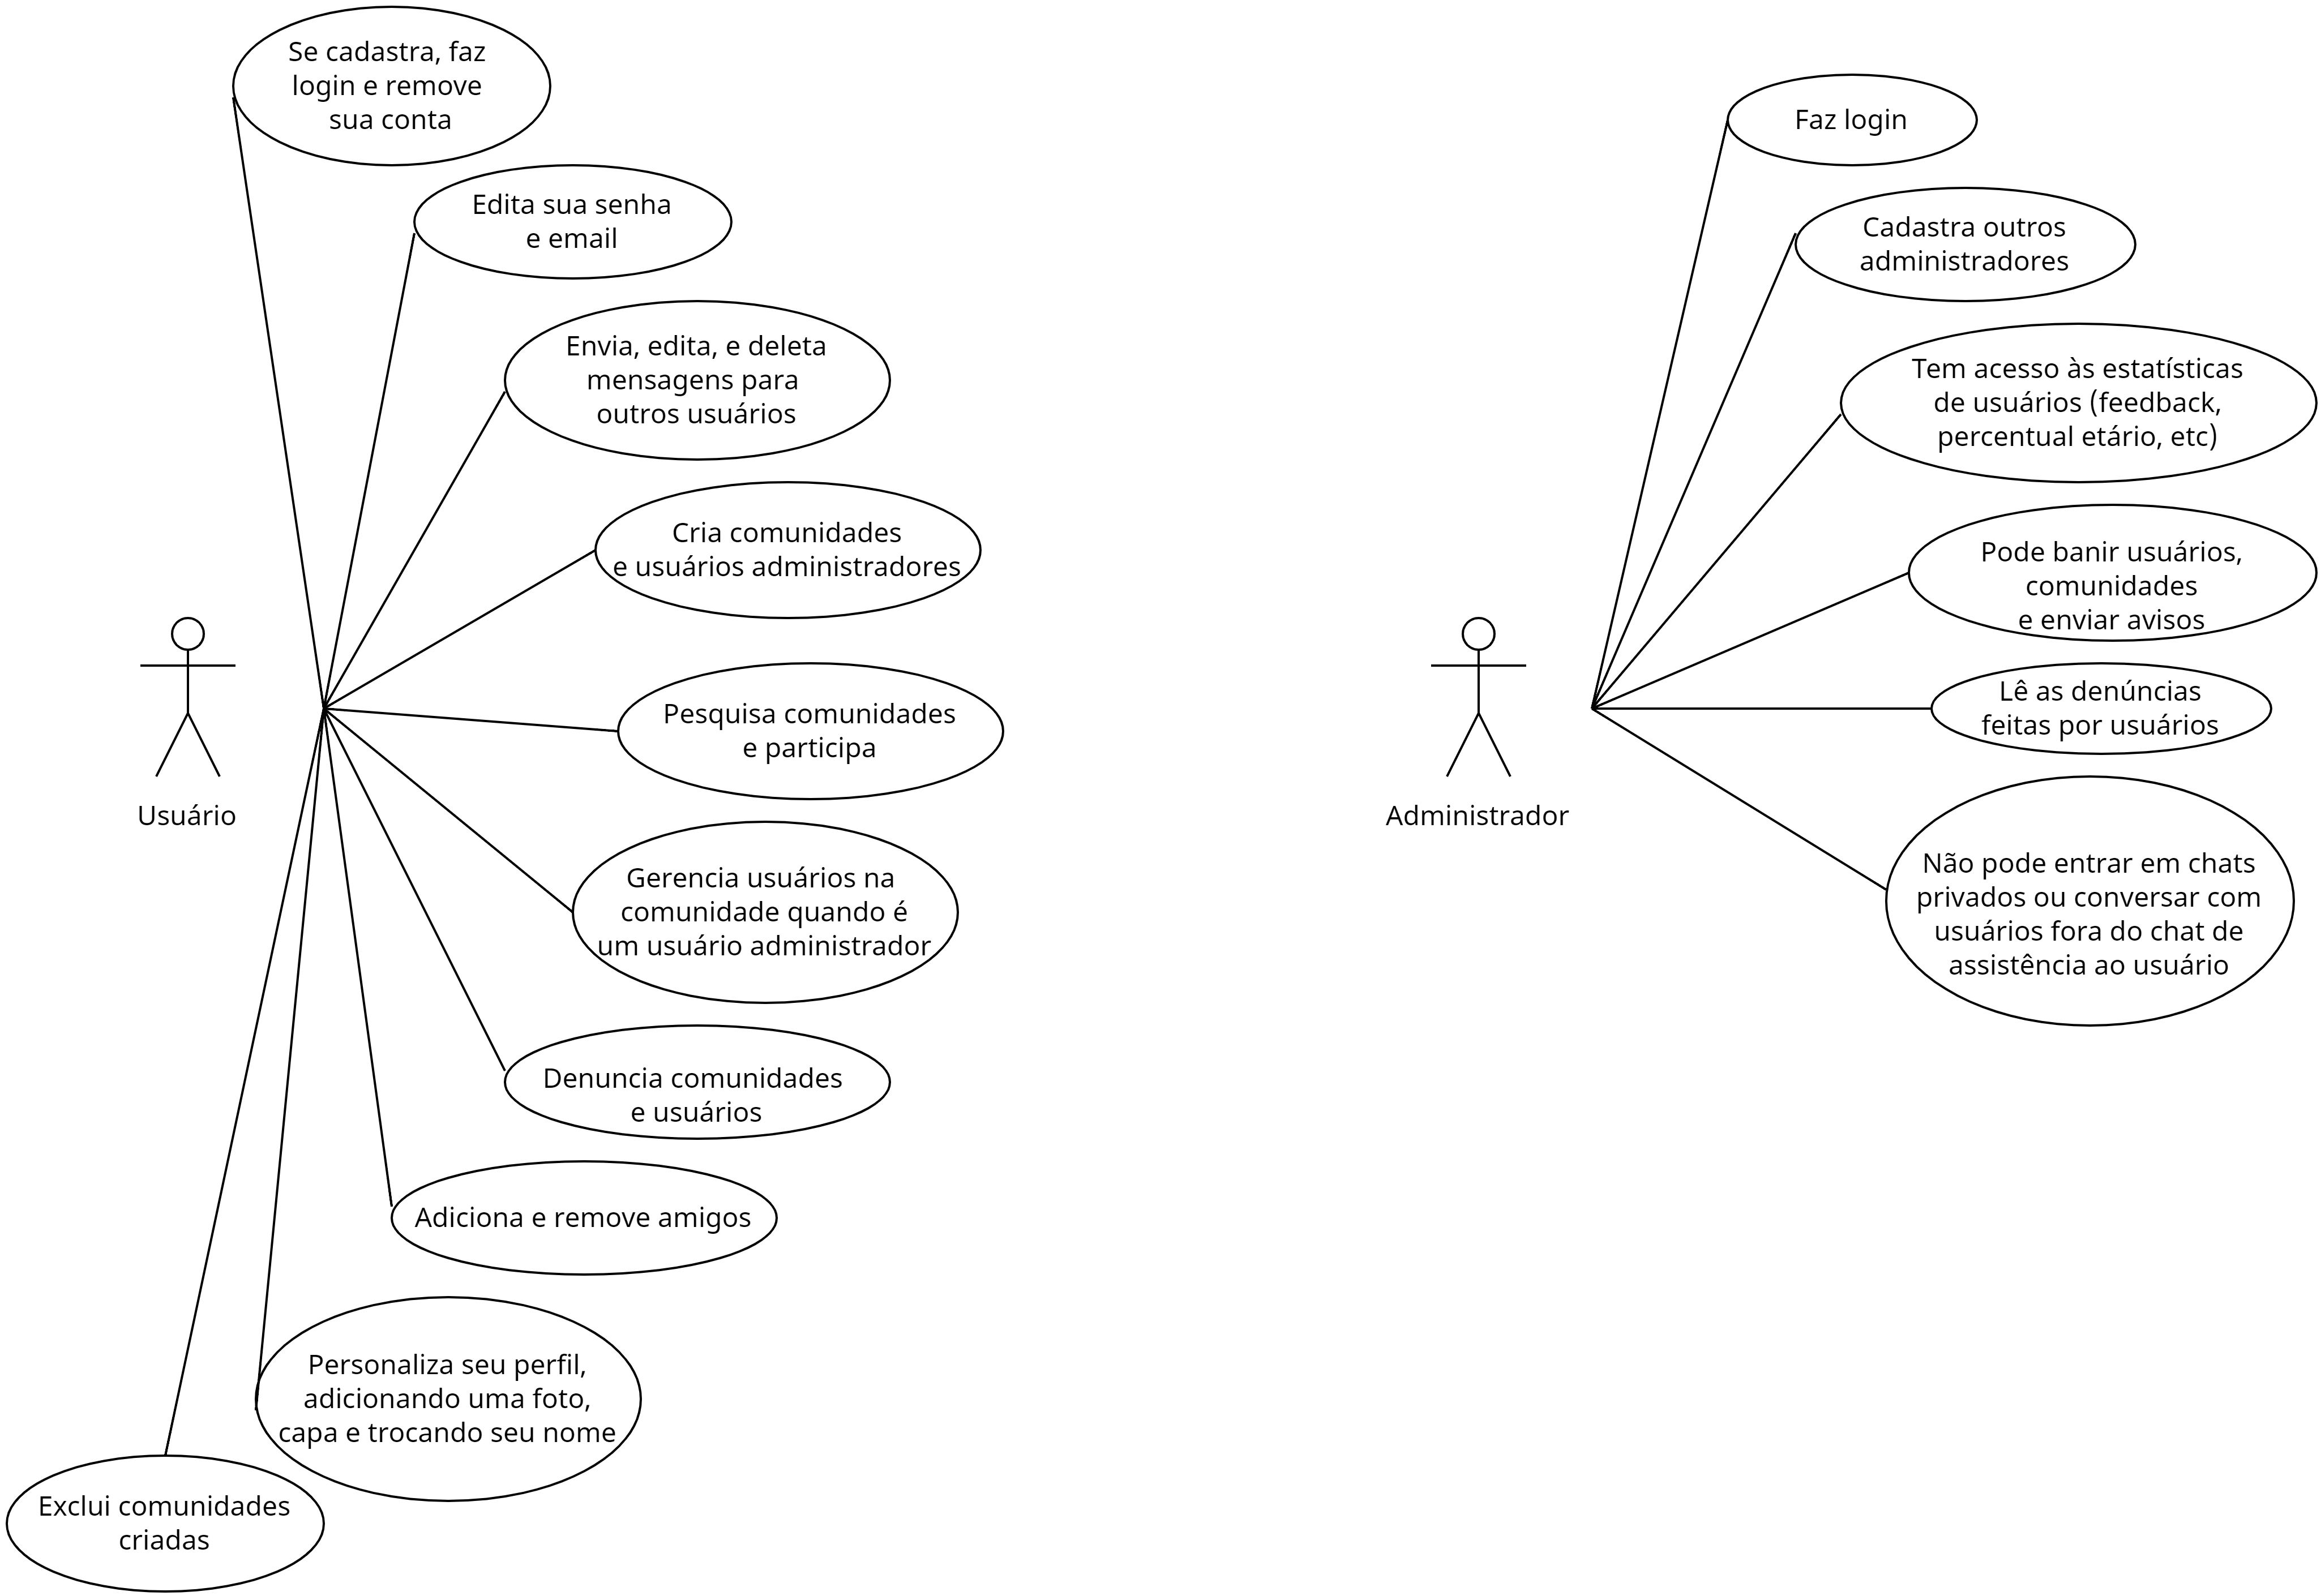 Se cadastra, faz
login e remove
sua conta
Edita sua senha
e email
Envia, edita, e deleta
mensagens para
outros usuários
Cria comunidades
e usuários administradores
Pesquisa comunidades
e participa
Usuário
Gerencia usuários na
comunidade quando é
um usuário administrador
Denuncia comunidades
e usuários
Adiciona e remove amigos
Personaliza seu perfil,
adicionando uma foto,
capa e trocando seu nome
Exclui comunidades
criadas
Faz login
Cadastra outros
administradores
Tem acesso às estatísticas
de usuários (feedback,
percentual etário, etc)
Pode banir usuários,
comunidades
e enviar avisos
Lê as denúncias
feitas por usuários
Administrador
Não pode entrar em chats
privados ou conversar com
usuários fora do chat de
assistência ao usuário